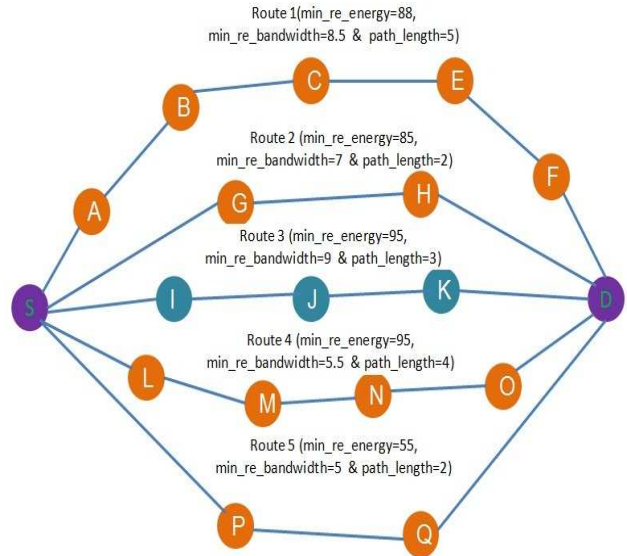 Route 1(min_re_energy=88,
min_re_bandwidth=8.5 & path_length=5)
C
E
B
Route 2 (min_re_energy=85,
min_re_bandwidth=7 & path_length=2)
F
A
G
H
Route 3 (min_re_energy=95,
min_re_bandwidth=9 & path_length=3)
S
I
J
K
D
Route 4 (min_re_energy=95,
min_re_bandwidth=5.5 & path_length=4)
L
M
N
O
Route 5 (min_re_energy=55,
min_re_bandwidth=5 & path_length=2)
P
Q